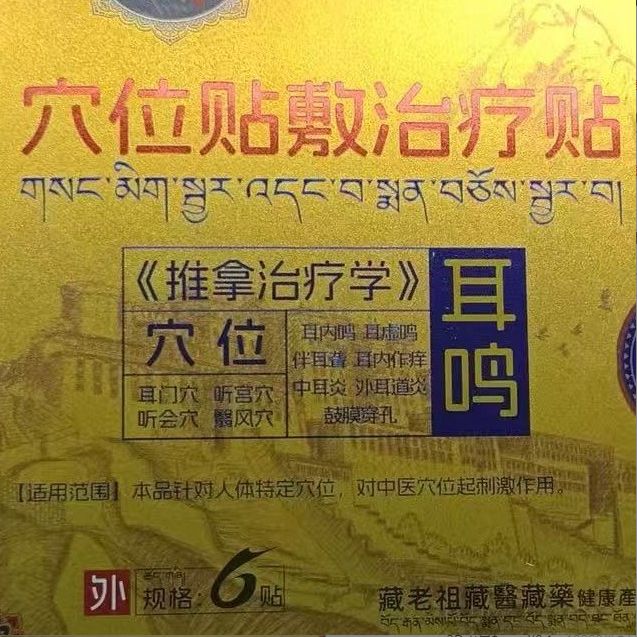 穴位贴敷治疗贴
གསང་མིག་སྦྱར་འདང་བ་སྨན་བཅོས་སྦྱར་བ།
《推拿治疗学》
耳鸣
穴位
耳内鸣 耳虚鸣
伴耳聋 耳内作痒
中耳炎 外耳道炎
鼓膜穿孔
耳门穴 听宫穴
听会穴 翳风穴
【适用范围】本品针对人体特定穴位，对中医穴位起刺激作用。
外
规格：6贴
藏老祖藏醫藏藥健康產